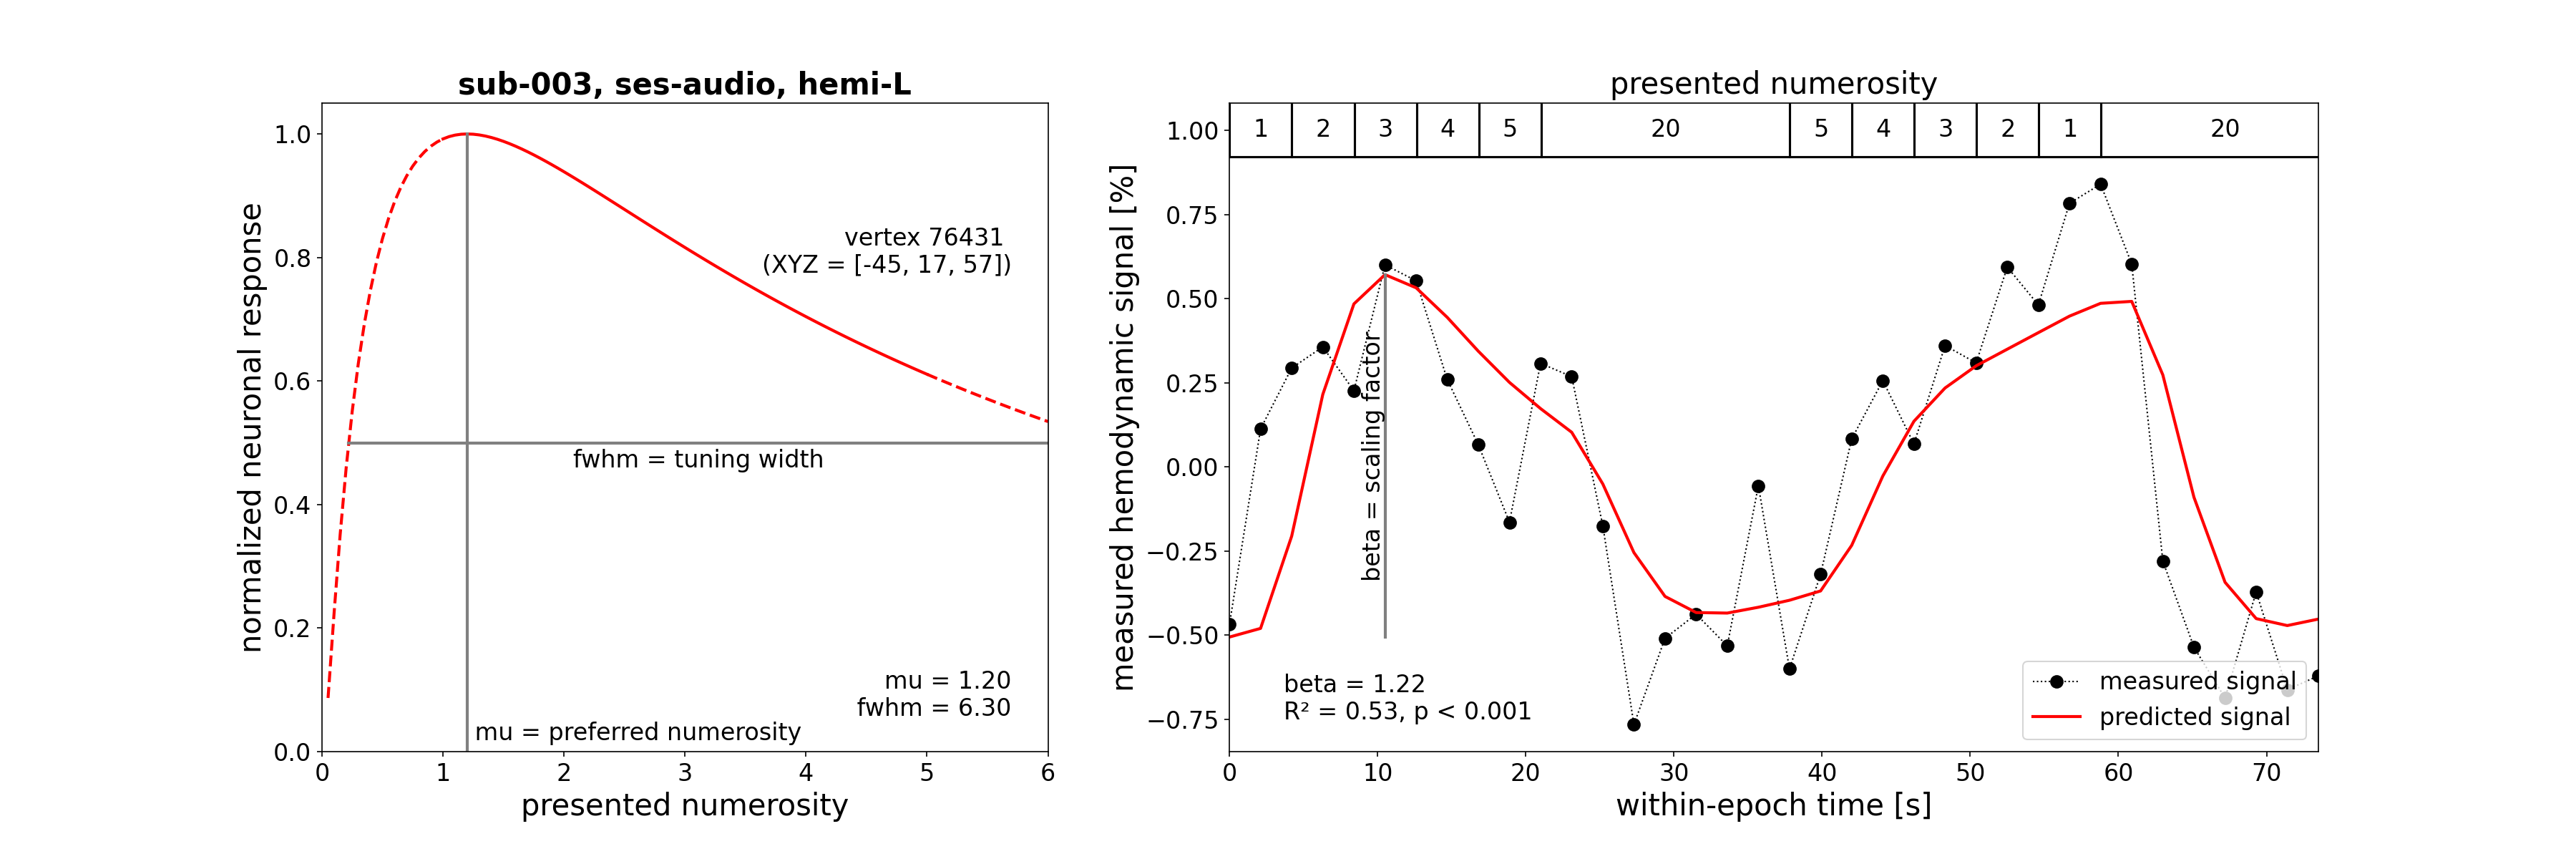 sub-003, ses-audio, hemi-L
normalized neuronal response
1.0
0.8
0.6
0.4
0.2
0.0
vertex 76431
(XYZ = [-45, 17, 57])
fwhm = tuning width
mu = 1.20
fwhm = 6.30
mu = preferred numerosity
0 1 2 3 4 5 6
presented numerosity
presented numerosity
1 2 3 4 5 20 5 4 3 2 1 20
measured hemodynamic signal [%]
1.00
0.75
0.50
0.25
0.00
−0.25
−0.50
−0.75
beta = scaling factor
beta = 1.22
R² = 0.53, p < 0.001
measured signal
predicted signal
0 10 20 30 40 50 60 70
within-epoch time [s]